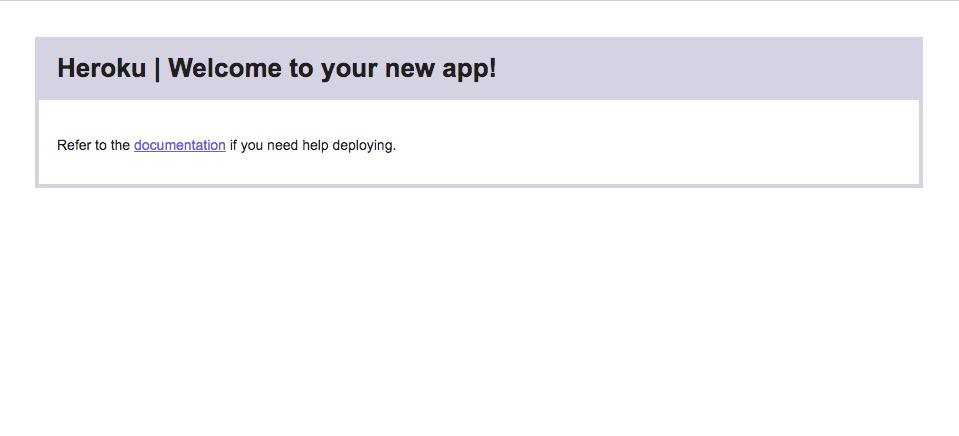 Heroku | Welcome to your new app!
Refer to the documentation if you need help deploying.